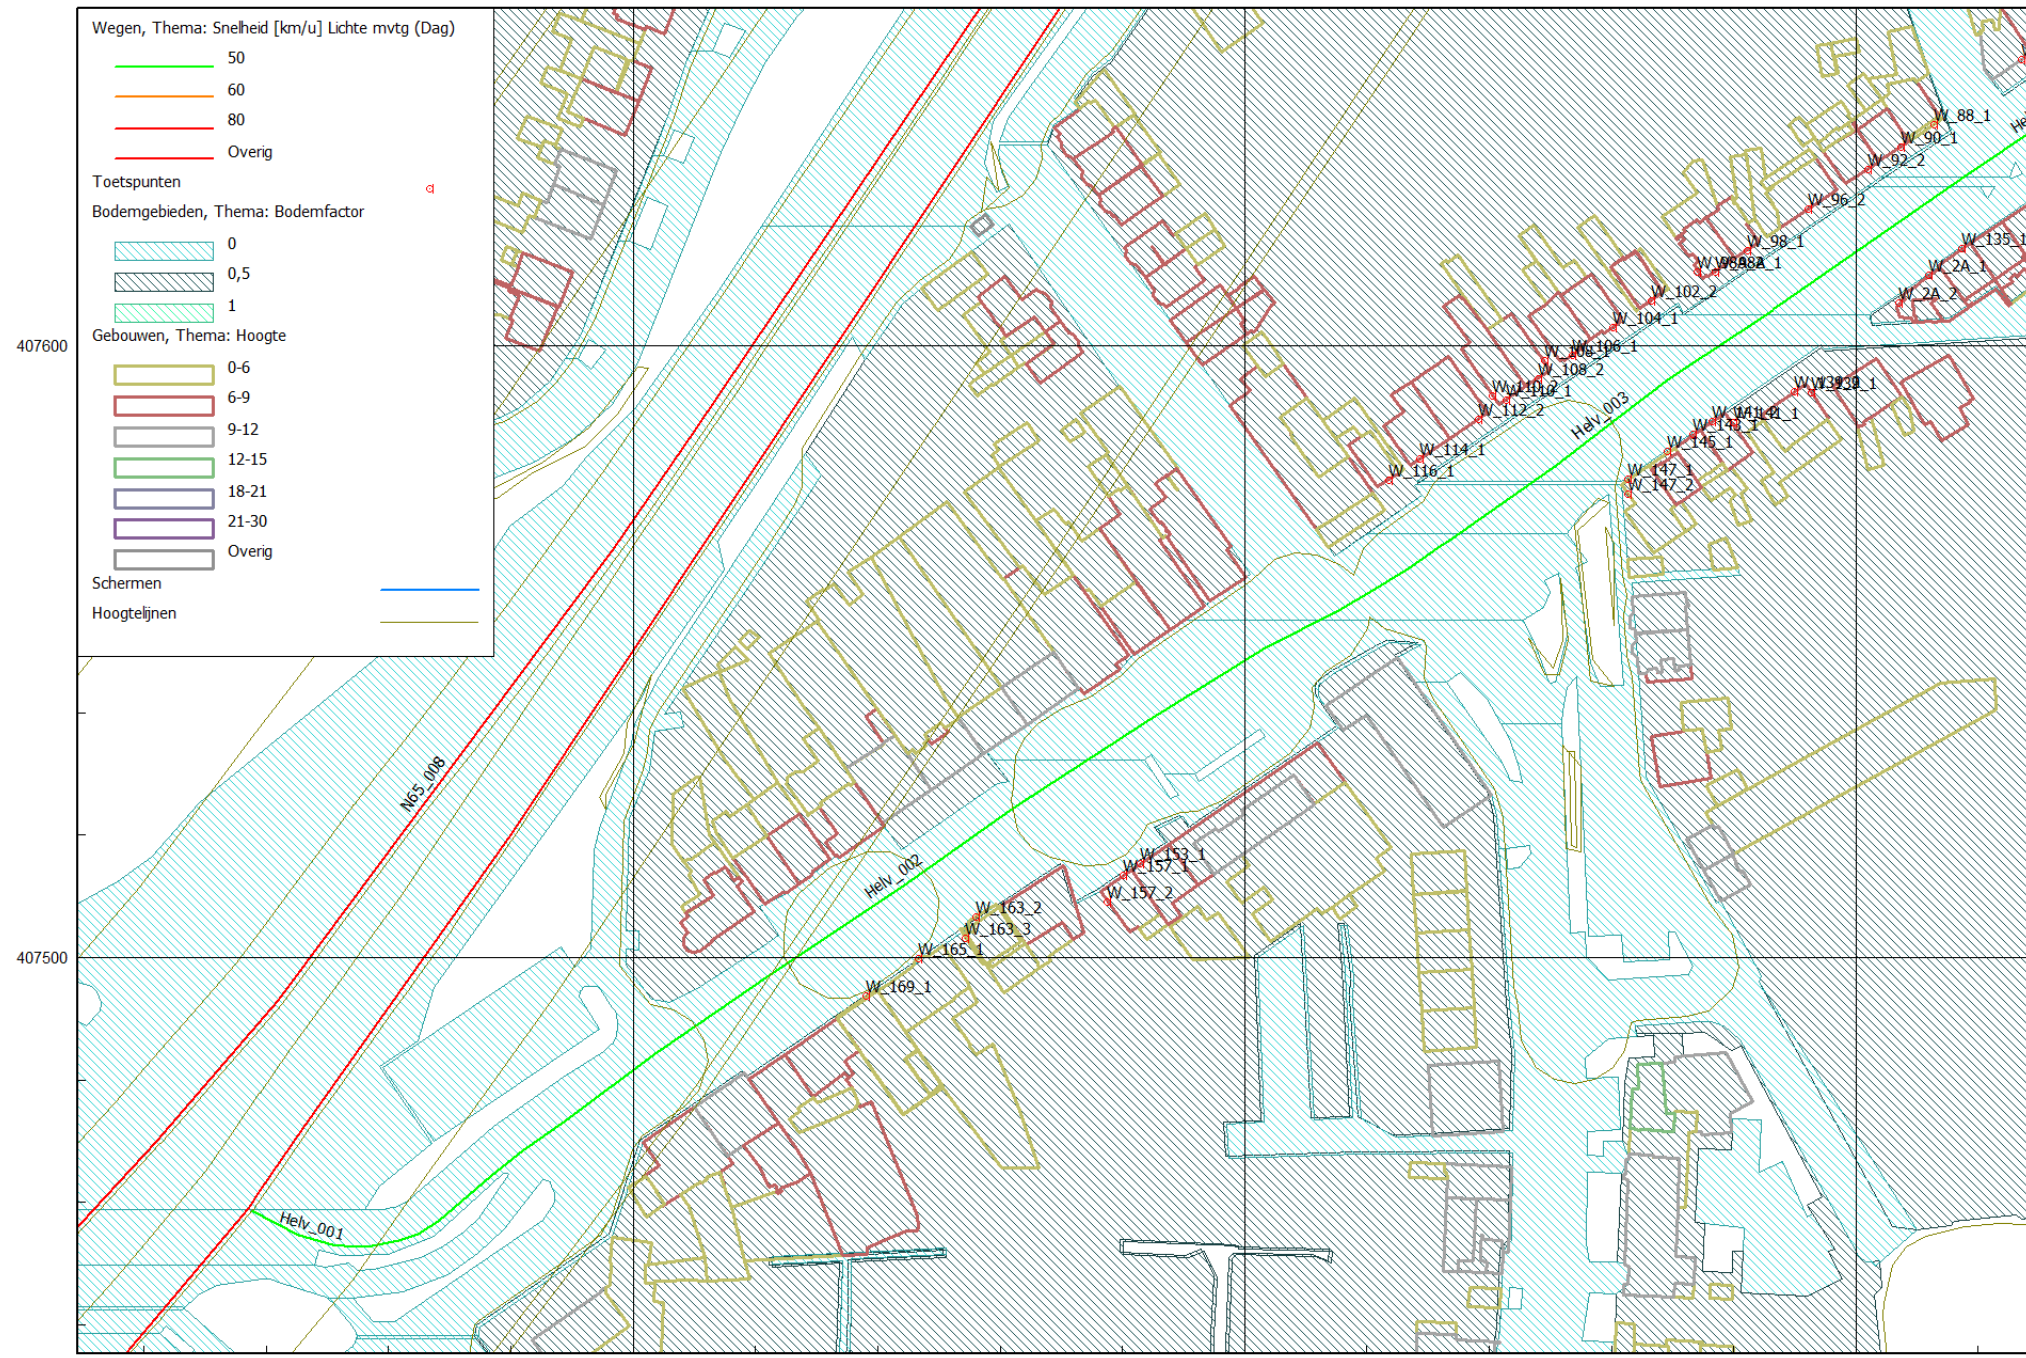 Wegen, Thema: Snelheid [km/u] Lichte mvtg (Dag)
50
60
80
Overig
Toetspunten
Bodemgebieden, Thema: Bodemfactor
0
0,5
1
Gebouwen, Thema: Hoogte
0-6
6-9
9-12
12-15
18-21
21-30
Overig
Schermen
Hoogtelijnen
407600
407500
W_88_1
W_90_1
W_92_2
W_96_2
W_98_1
W_102_2
W_104_1
W_106_1
W_108_2
W_110_1
W_112_2
W_114_1
W_116_1
W_135_1
W_2A_1
W_2A_2
W_141_1
W_143_1
W_145_1
W_147_1
W_147_2
Helv_003
N65_008
Helv_002
W_153_1
W_157_1
W_157_2
W_163_2
W_163_3
W_165_1
W_169_1
Helv_001